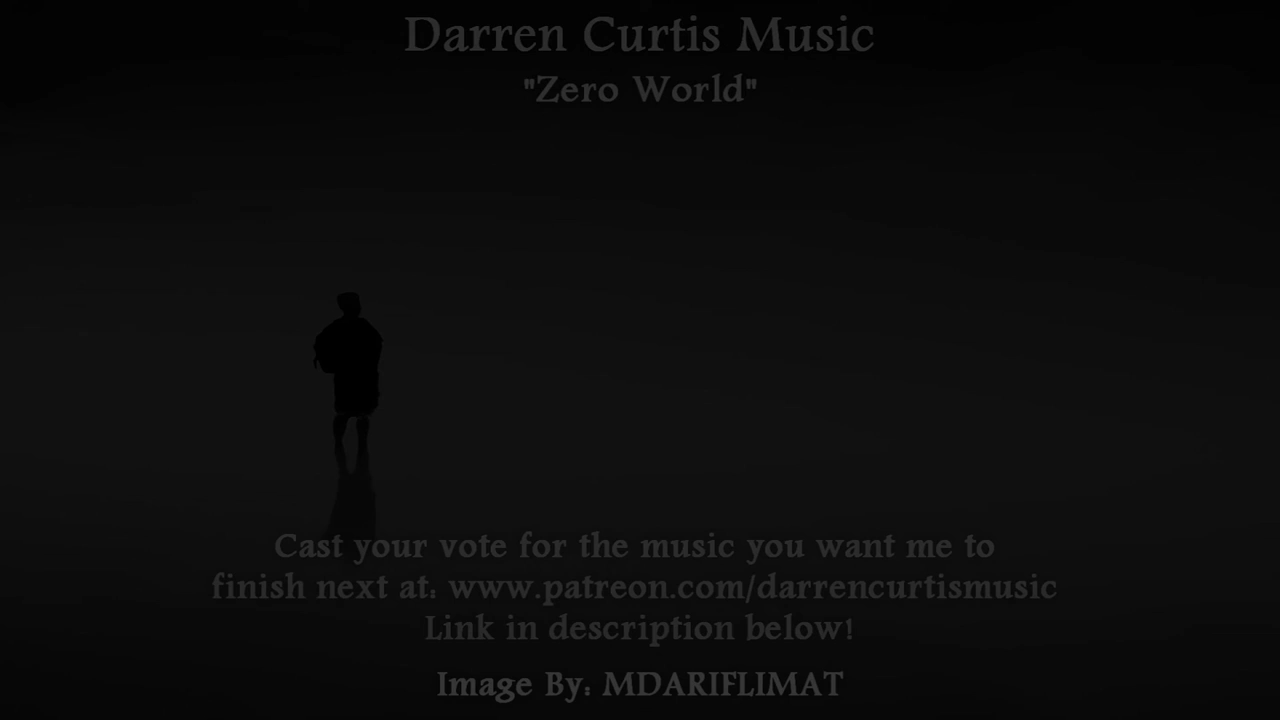 Darren Curtis Music
"Zero World"
Cast your vote for the music you want me to
finish next at: www.patreon.com/darrencurtismusic
Link in description below!
Image By: MDARIFLIMAT